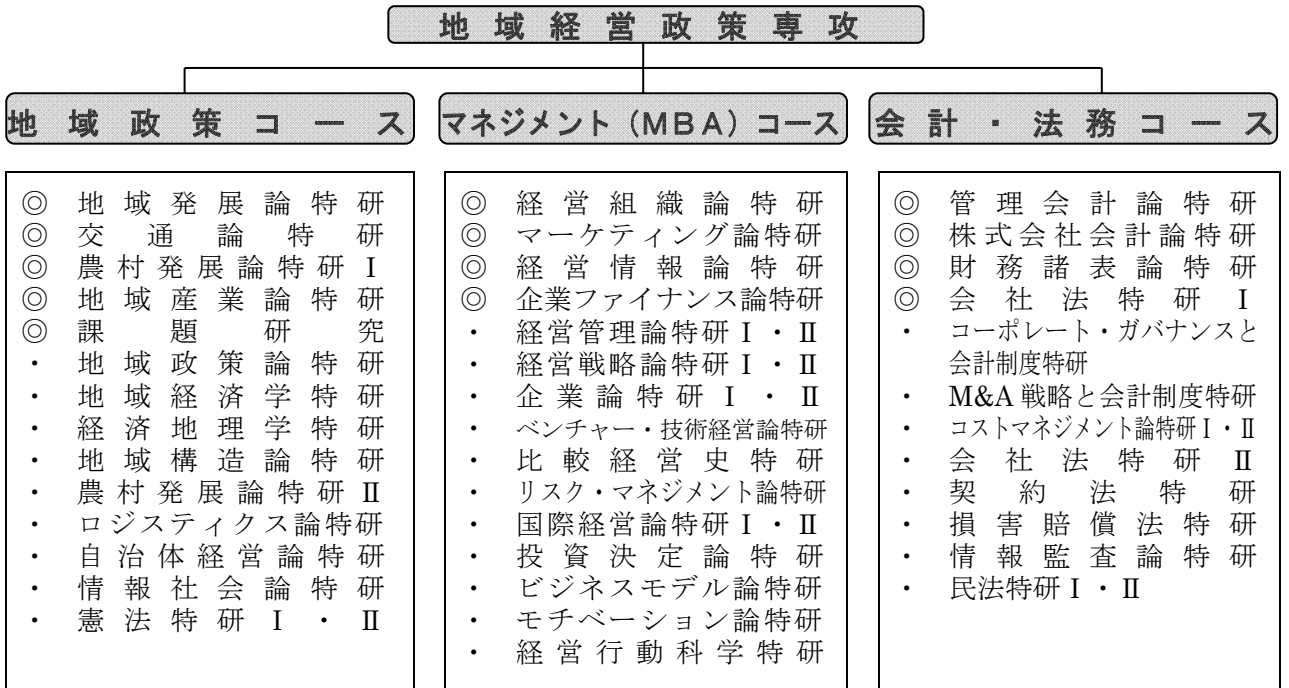 地域経営政策専攻
地域政策コース
◎ 地域発展論特研
◎ 交通論特研
◎ 農村発展論特研Ⅰ
◎ 地域産業論特研
◎ 課題研究
・ 地域政策論特研
・ 地域経済学特研
・ 経済地理学特研
・ 地域構造論特研
・ 農村発展論特研Ⅱ
・ ロジスティクス論特研
・ 自治体経営論特研
・ 情報社会論特研
・ 憲法特研Ⅰ・Ⅱ
マネジメント（MBA）コース
◎ 経営組織論特研
◎ マーケティング論特研
◎ 経営情報論特研
◎ 企業ファイナンス論特研
・ 経営管理論特研Ⅰ・Ⅱ
・ 経営戦略論特研Ⅰ・Ⅱ
・ 企業論特研Ⅰ・Ⅱ
・ ベンチャー・技術経営論特研
・ 比較経営史特研
・ リスク・マネジメント論特研
・ 国際経営論特研Ⅰ・Ⅱ
・ 投資決定論特研
・ ビジネスモデル論特研
・ モチベーション論特研
・ 経営行動科学特研
会計・法務コース
◎ 管理会計論特研
◎ 株式会社会計論特研
◎ 財務諸表論特研
◎ 会社法特研Ⅰ
・ コーポレート・ガバナンスと
会計制度特研
・ M&A戦略と会計制度特研
・ コストマネジメント論特研Ⅰ・Ⅱ
・ 会社法特研Ⅱ
・ 契約法特研
・ 損害賠償法特研
・ 情報監査論特研
・ 民法特研Ⅰ・Ⅱ